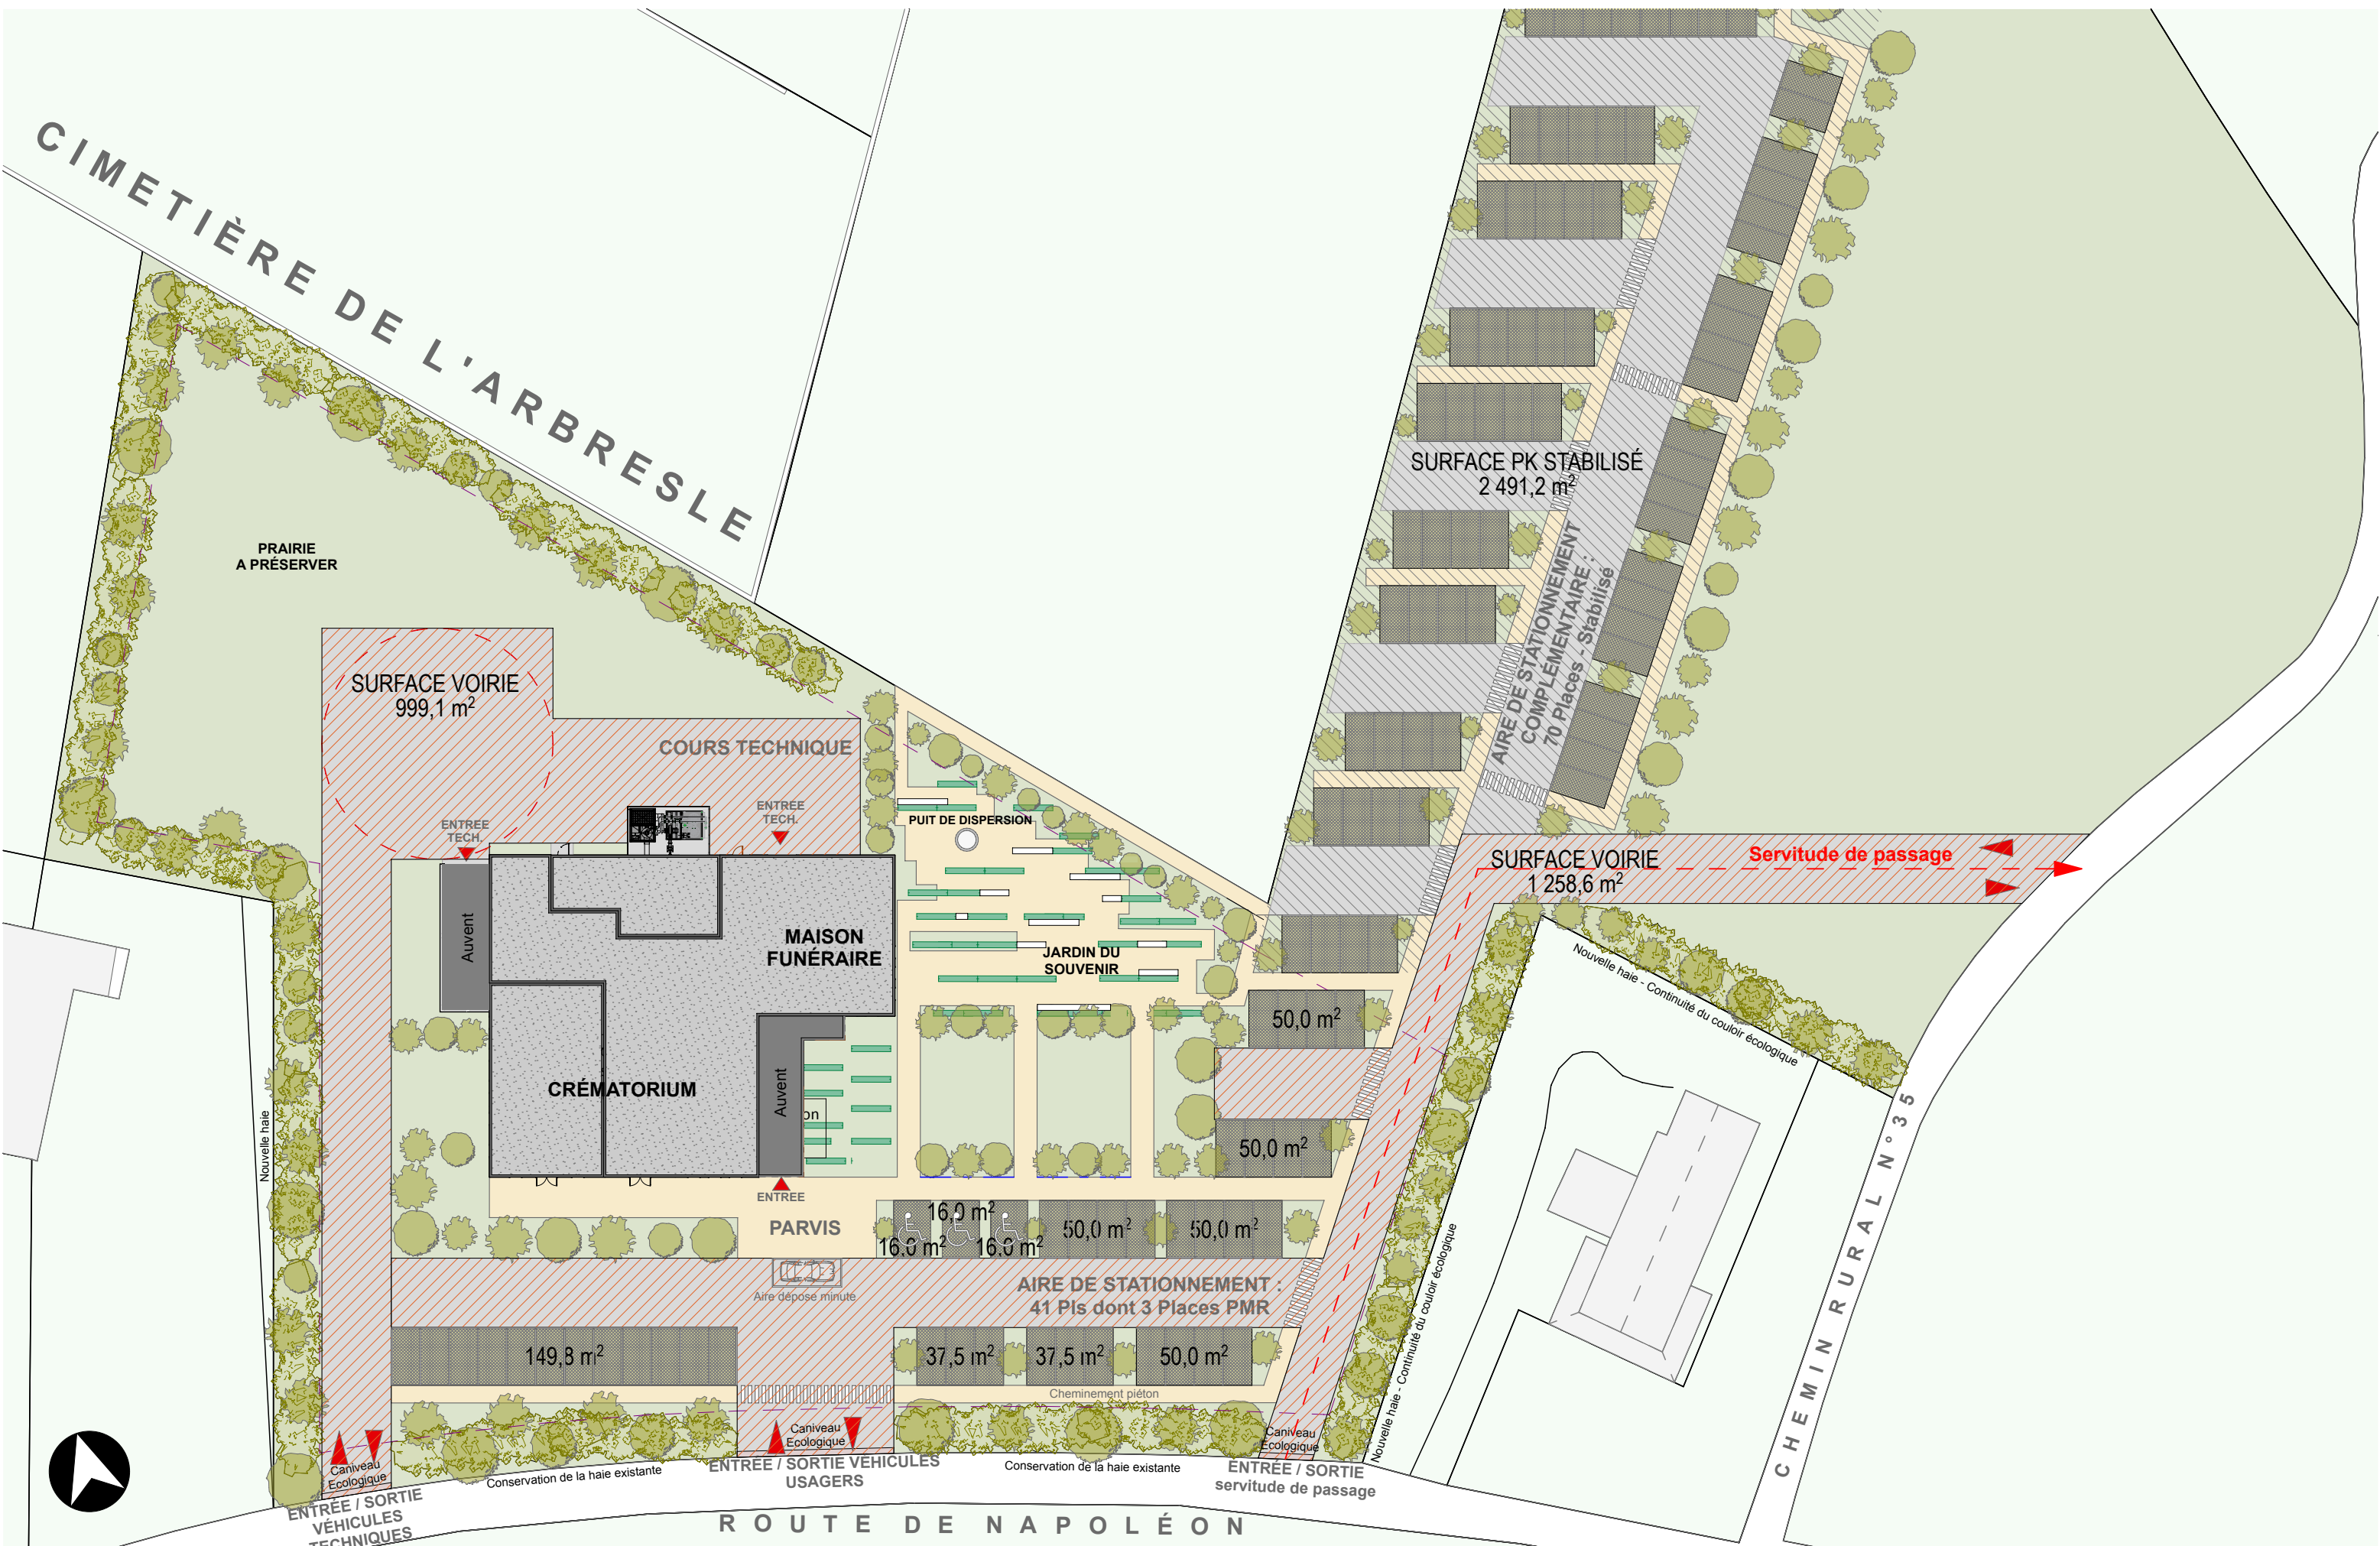 CIMETIÈRE DE L'ARBRESLE
PRAIRIE
A PRÉSERVER
SURFACE PK STABILISÉ
2 491,2 m²
AIRE DE STATIONNEMENT
COMPLÉMENTAIRE :
70 Places - Stabilisé
SURFACE VOIRIE
999,1 m²
COURS TECHNIQUE
ENTREE
TECH.
ENTREE
TECH.
PUIT DE DISPERSION
SURFACE VOIRIE
1 258,6 m²
Servitude de passage
Auvent
MAISON
FUNÉRAIRE
JARDIN DU
SOUVENIR
Nouvelle haie - Continuité du couloir écologique
50,0 m²
CRÉMATORIUM
Auvent
on
50,0 m²
Nouvelle haie
ENTREE
PARVIS
16,0 m²
16,0 m²
16,0 m²
50,0 m²
50,0 m²
Aire dépose minute
AIRE DE STATIONNEMENT :
41 Pls dont 3 Places PMR
149,8 m²
37,5 m²
37,5 m²
50,0 m²
Cheminement piéton
Nouvelle haie - Continuité du couloir écologique
CHEMIN RURAL N°35
Caniveau
Ecologique
Caniveau
Ecologique
Caniveau
Ecologique
Conservation de la haie existante
Conservation de la haie existante
ENTRÉE / SORTIE
VÉHICULES
TECHNIQUES
ENTRÉE / SORTIE VÉHICULES
USAGERS
ENTRÉE / SORTIE
servitude de passage
ROUTE DE NAPOLÉON